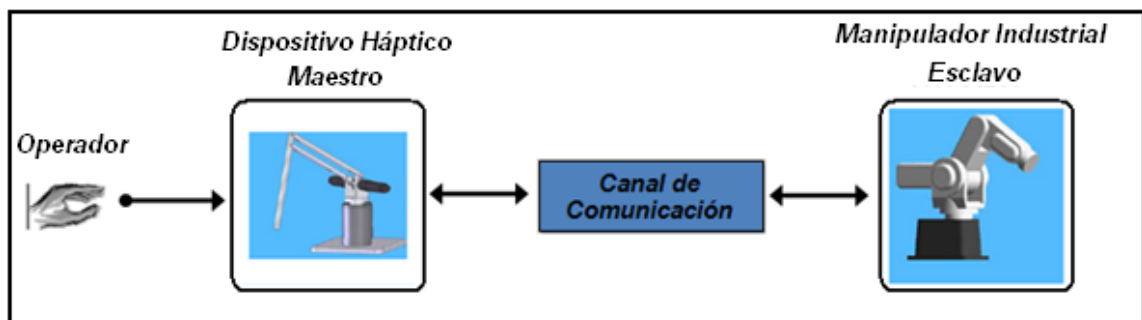 Dispositivo Háptico
Maestro
Manipulador Industrial
Esclavo
Operador
Canal de
Comunicación